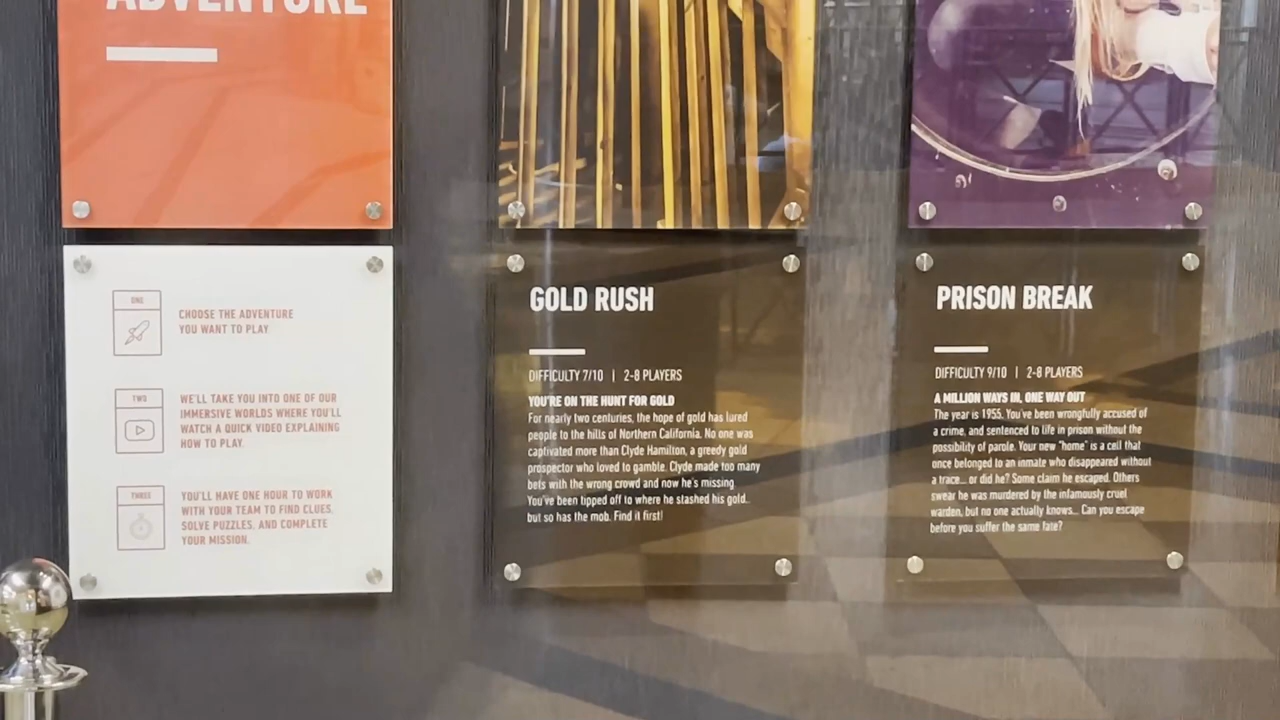 ADVENTURE
ONE
CHOOSE THE ADVENTURE
YOU WANT TO PLAY
TWO
WE'LL TAKE YOU INTO ONE OF OUR
IMMERSIVE WORLDS WHERE YOU'LL
WATCH A QUICK VIDEO EXPLAINING
HOW TO PLAY.
THREE
YOU'LL HAVE ONE HOUR TO WORK
WITH YOUR TEAM TO FIND CLUES,
SOLVE PUZZLES, AND COMPLETE
YOUR MISSION.
GOLD RUSH
DIFFICULTY 7/10 | 2-8 PLAYERS
YOU'RE ON THE HUNT FOR GOLD
For nearly two centuries, the hope of gold has lured
people to the hills of Northern California. No one was
captivated more than Clyde Hamilton, a greedy gold
prospector who loved to gamble. Clyde made too many
bets with the wrong crowd and now he's missing.
You've been tipped off to where he stashed his gold..
but so has the mob. Find it first!
PRISON BREAK
DIFFICULTY 9/10 | 2-8 PLAYERS
A MILLION WAYS IN, ONE WAY OUT
The year is 1955. You've been wrongfully accused of
a crime, and sentenced to life in prison without the
possibility of parole. Your new "home" is a cell that
once belonged to an inmate who disappeared without
a trace... or did he? Some claim he escaped. Others
swear he was murdered by the infamously cruel
warden, but no one actually knows... Can you escape
before you suffer the same fate?